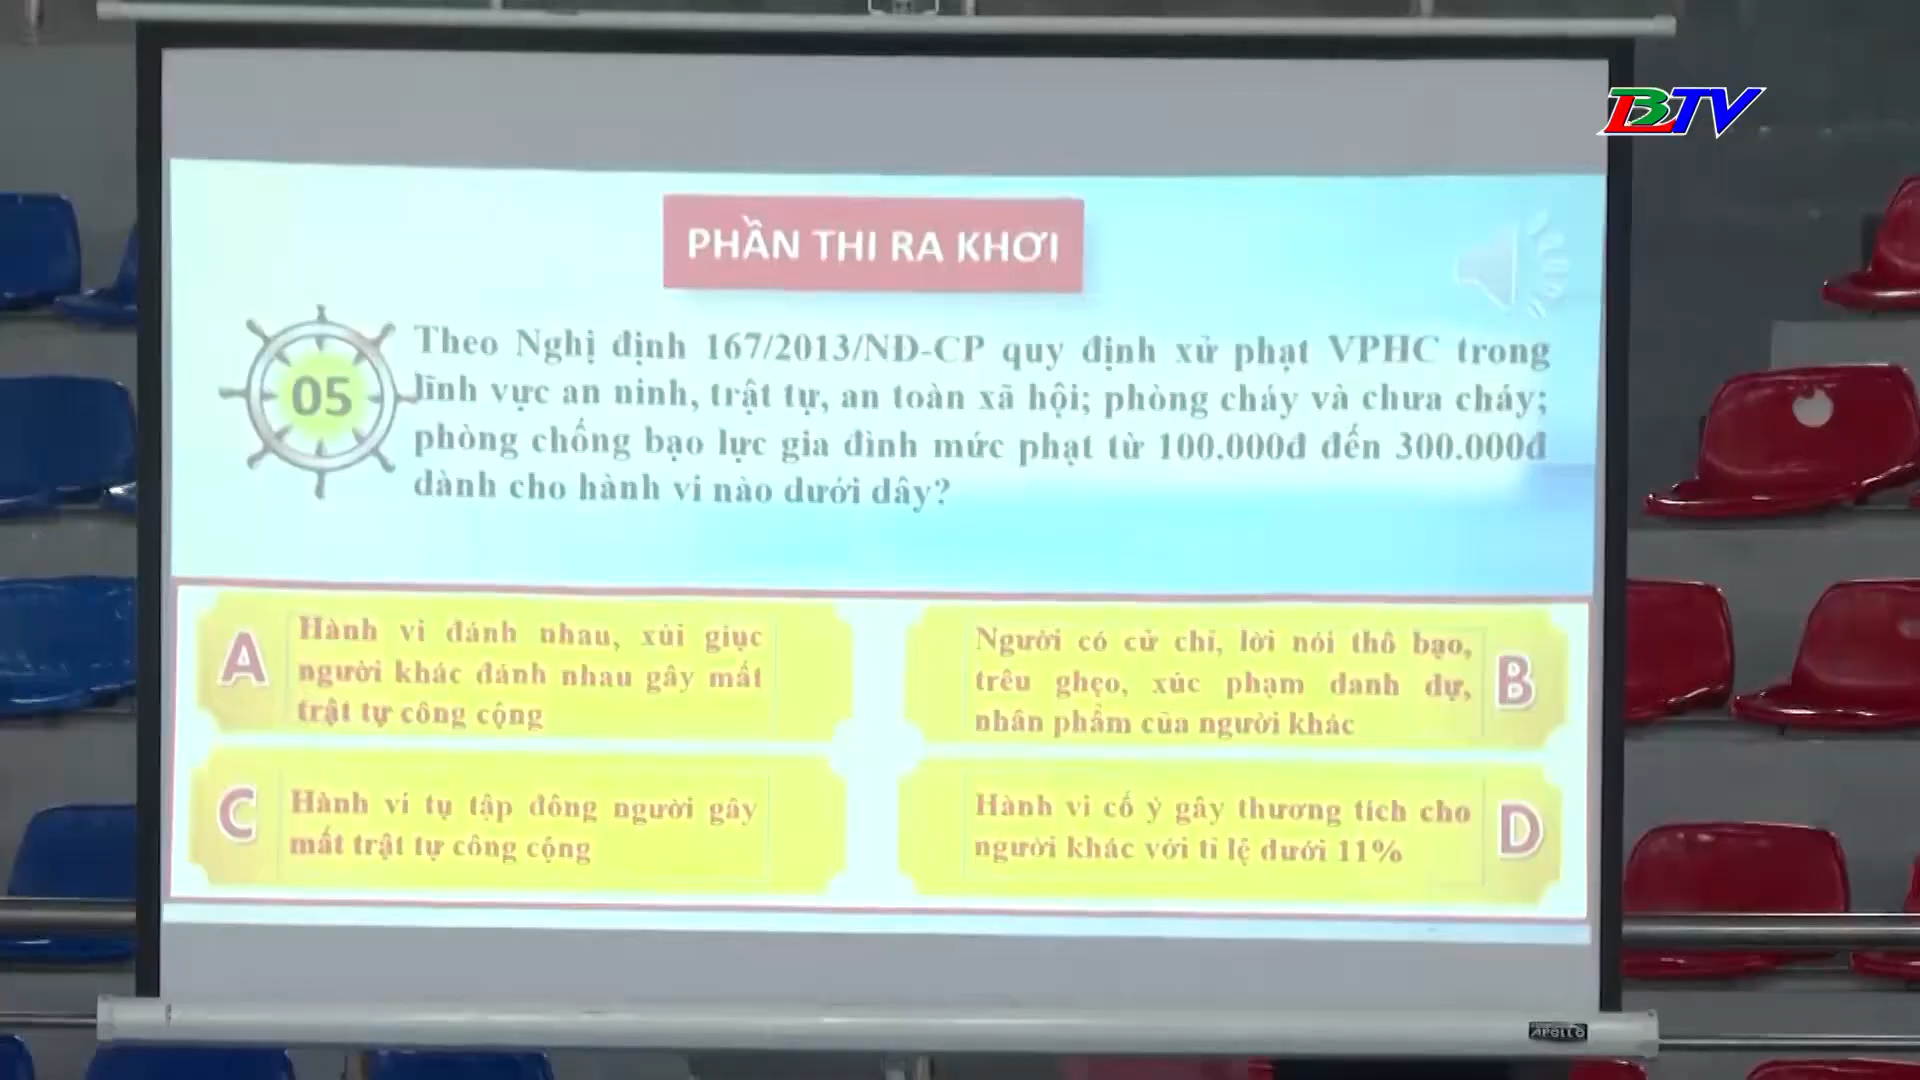 BTV
PHẦN THI RA KHƠI
05
Theo Nghị định 167/2013/NĐ-CP quy định xử phạt VPHC trong
lĩnh vực an ninh, trật tự, an toàn xã hội; phòng cháy và chưa cháy;
phòng chống bạo lực gia đình mức phạt từ 100.000đ đến 300.000đ
dành cho hành vi nào dưới đây?
A
Hành vi đánh nhau, xúi giục
người khác đánh nhau gây mất
trật tự công cộng
Người có cử chỉ, lời nói thô bạo,
trêu ghẹo, xúc phạm danh dự,
nhân phẩm của người khác
B
C
Hành vi tụ tập đông người gây
mất trật tự công cộng
Hành vi cố ý gây thương tích cho
người khác với tỉ lệ dưới 11%
D
APOLLO